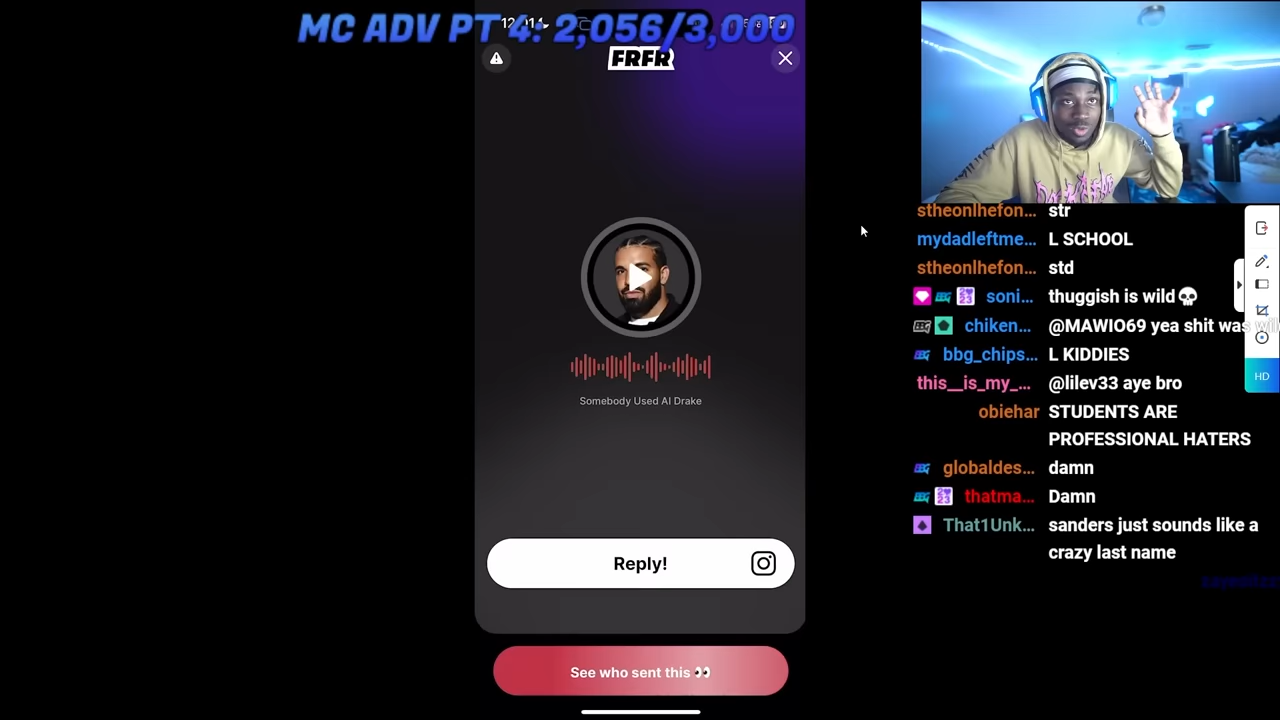 MC ADV PT 4: 2,056/3,000
FRFR
Somebody Used AI Drake
Reply!
See who sent this 👀
stheonlhefon... str
mydadleftme... L SCHOOL
stheonlhefon... std
soni... thuggish is wild💀
chiken... @MAWIO69 yea shit was
bbg_chips... L KIDDIES
this__is_my_... @lilev33 aye bro
obiehar STUDENTS ARE
PROFESSIONAL HATERS
globaldes... damn
thatma... Damn
That1Unk... sanders just sounds like a
crazy last name
HD